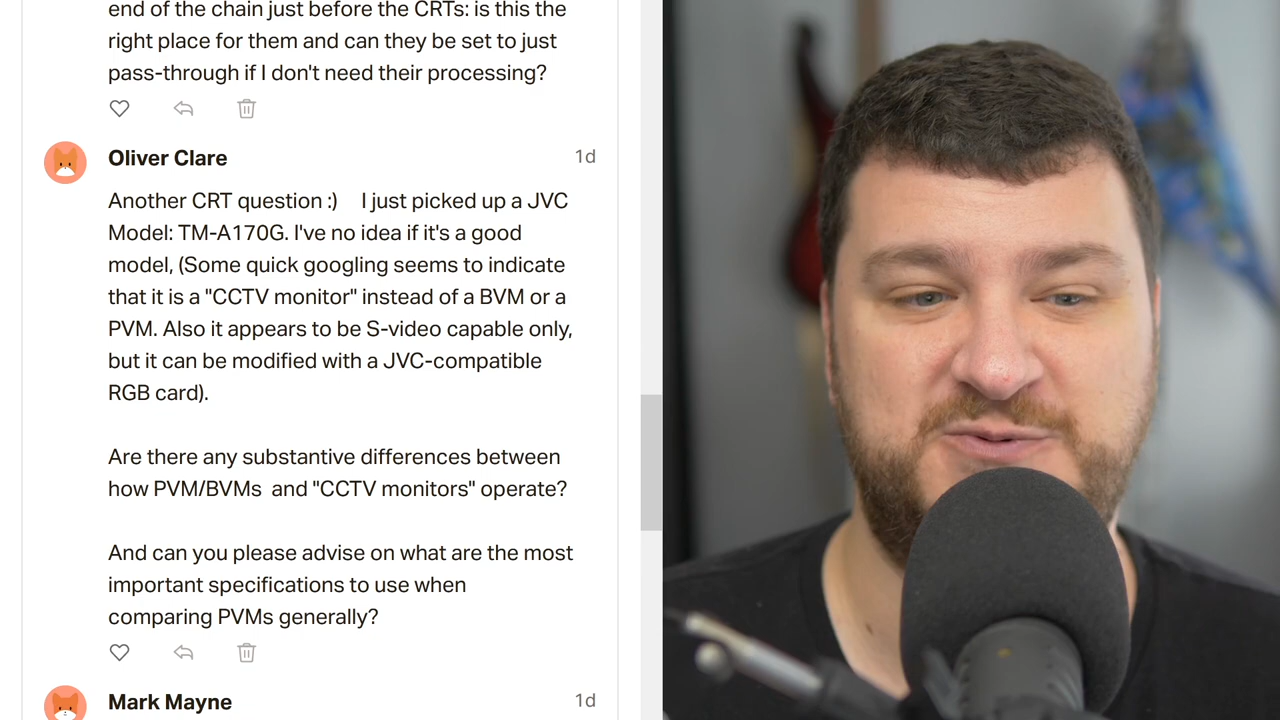 end of the chain just before the CRTs: is this the
right place for them and can they be set to just
pass-through if I don't need their processing?
Oliver Clare
1d
Another CRT question :)    I just picked up a JVC
Model: TM-A170G. I've no idea if it's a good
model, (Some quick googling seems to indicate
that it is a "CCTV monitor" instead of a BVM or a
PVM. Also it appears to be S-video capable only,
but it can be modified with a JVC-compatible
RGB card).
Are there any substantive differences between
how PVM/BVMs  and "CCTV monitors" operate?
And can you please advise on what are the most
important specifications to use when
comparing PVMs generally?
Mark Mayne
1d